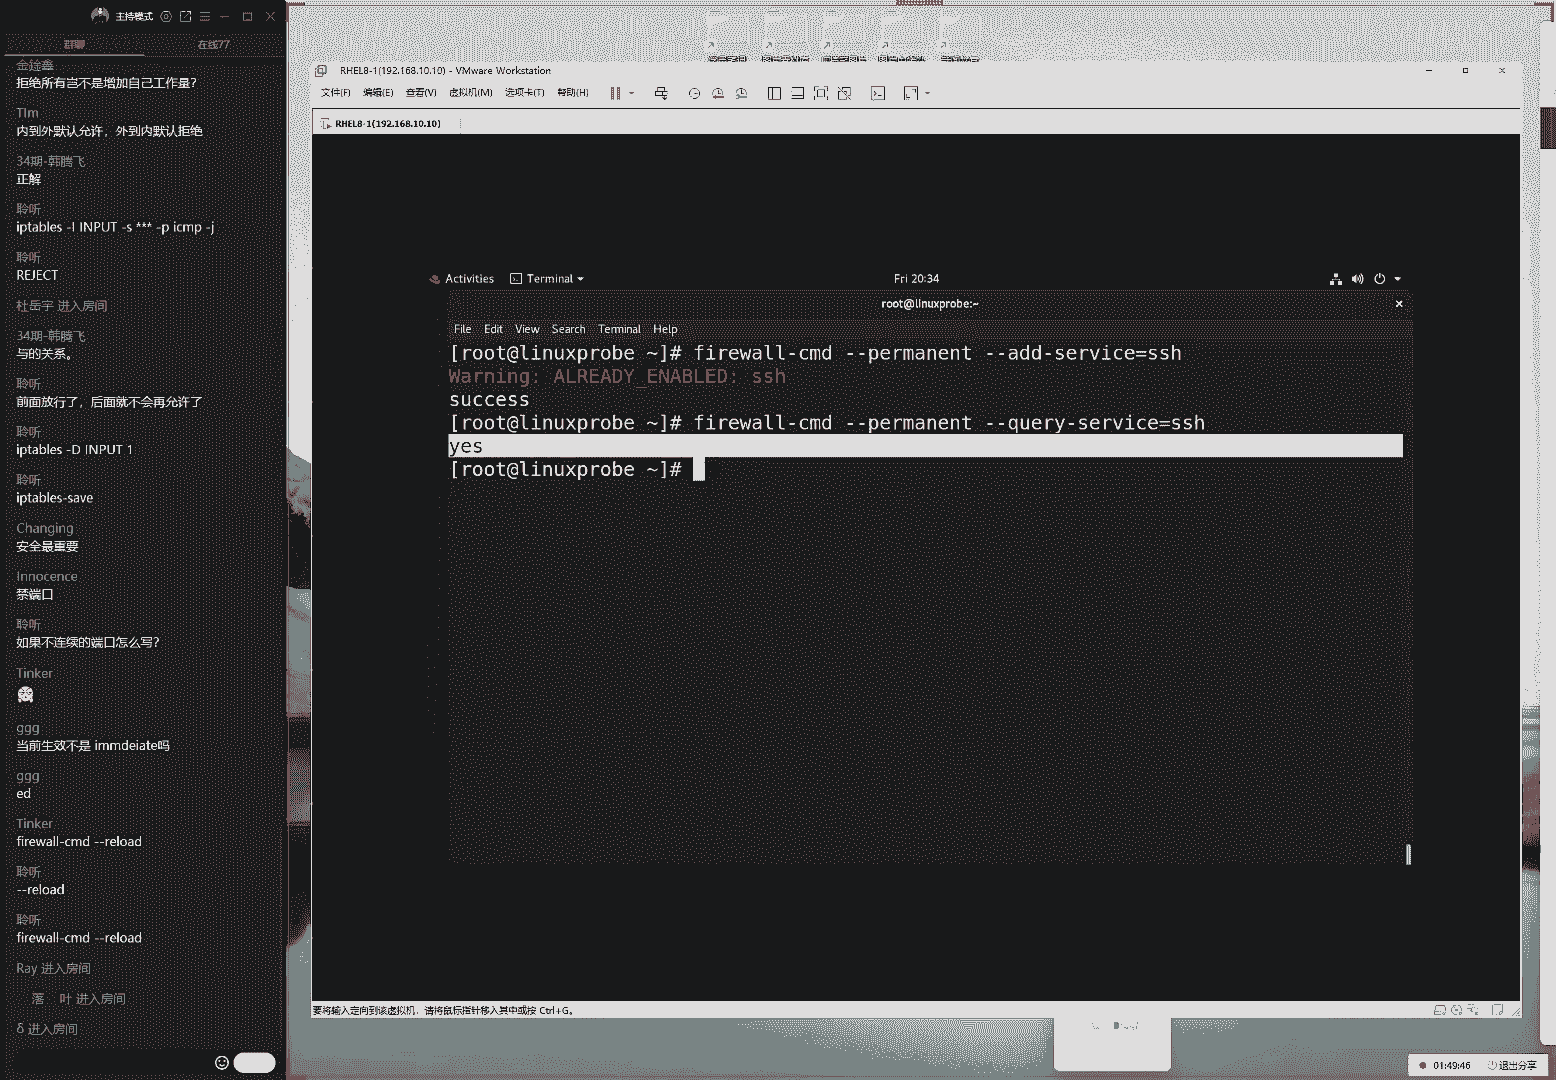 主持模式
群聊
在线77
金鋡鑫
拒绝所有岂不是增加自己工作量?
TIm
内到外默认允许，外到内默认拒绝
34期-韩腾飞
正解
聆听
iptables -I INPUT -s *** -p icmp -j
聆听
REJECT
杜岳宇 进入房间
34期-韩腾飞
与的关系。
聆听
前面放行了，后面就不会再允许了
聆听
iptables -D INPUT 1
聆听
iptables-save
Changing
安全最重要
Innocence
禁端口
聆听
如果不连续的端口怎么写?
Tinker
ggg
当前生效不是 immdeiate吗
ggg
ed
Tinker
firewall-cmd --reload
聆听
--reload
聆听
firewall-cmd --reload
Ray 进入房间
落 叶 进入房间
δ 进入房间
RHEL8-1(192.168.10.10) - VMware Workstation
文件(F) 编辑(E) 查看(V) 虚拟机(M) 选项卡(T) 帮助(H)
RHEL8-1(192.168.10.10)
Activities Terminal Fri 20:34
root@linuxprobe:~
File Edit View Search Terminal Help
[root@linuxprobe ~]# firewall-cmd --permanent --add-service=ssh
Warning: ALREADY_ENABLED: ssh
success
[root@linuxprobe ~]# firewall-cmd --permanent --query-service=ssh
yes
[root@linuxprobe ~]#
要将输入定向到该虚拟机，请将鼠标指针移入其中或按 Ctrl+G。
01:49:46 退出分享